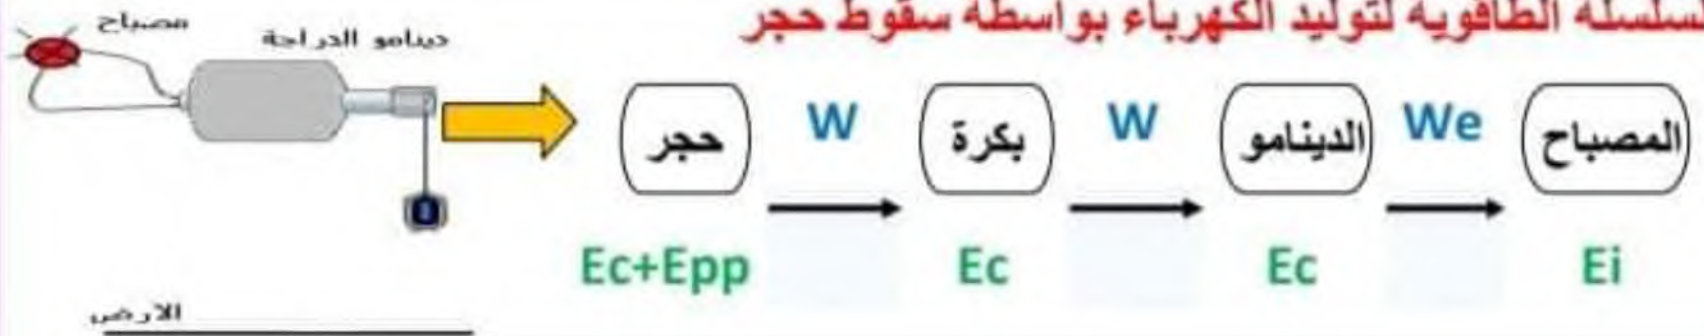 سلسلة الطاقوية لتوليد الكهرباء بواسطة سقوط حجر
مصباح
دينامو الدراجة
حجر
W
بكرة
W
الدينامو
We
المصباح
Ec+Epp
Ec
Ec
Ei
الارض